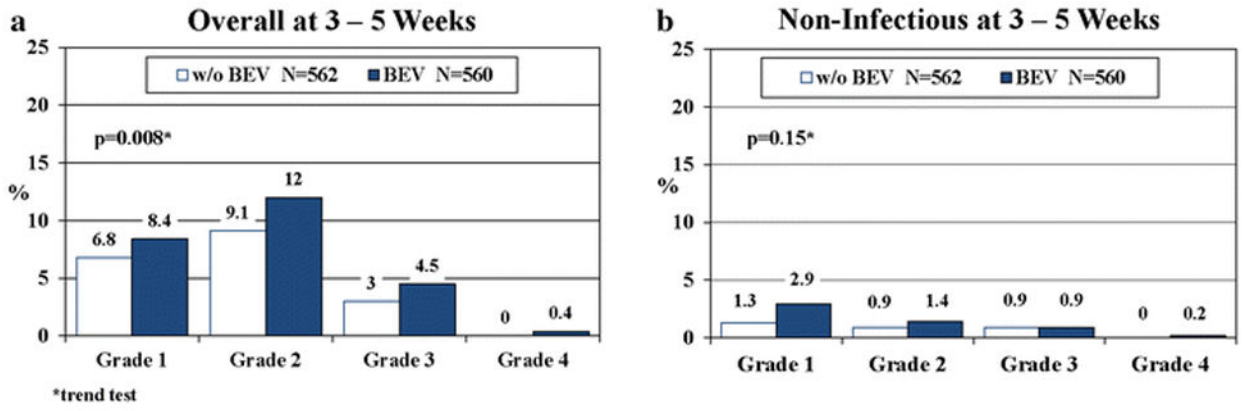 a Overall at 3 – 5 Weeks
25
w/o BEV N=562 BEV N=560
20
p=0.008*
15
%
12
10
9.1
8.4
6.8
5
4.5
3
0 0.4
0
Grade 1 Grade 2 Grade 3 Grade 4
*trend test
b Non-Infectious at 3 – 5 Weeks
25
w/o BEV N=562 BEV N=560
20
p=0.15*
15
%
10
5
1.3 2.9 0.9 1.4 0.9 0.9 0 0.2
0
Grade 1 Grade 2 Grade 3 Grade 4